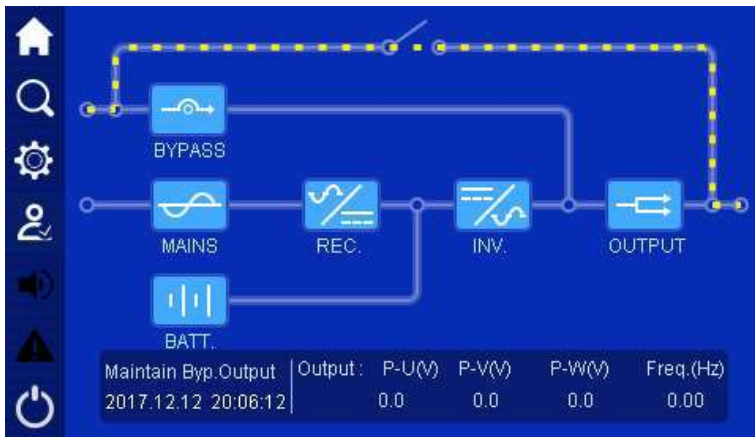 BYPASS
MAINS
REC.
INV.
OUTPUT
BATT.
Maintain Byp.Output
Output :
P-U(V)
P-V(V)
P-W(V)
Freq.(Hz)
2017.12.12 20:06:12
0.0
0.0
0.0
0.00